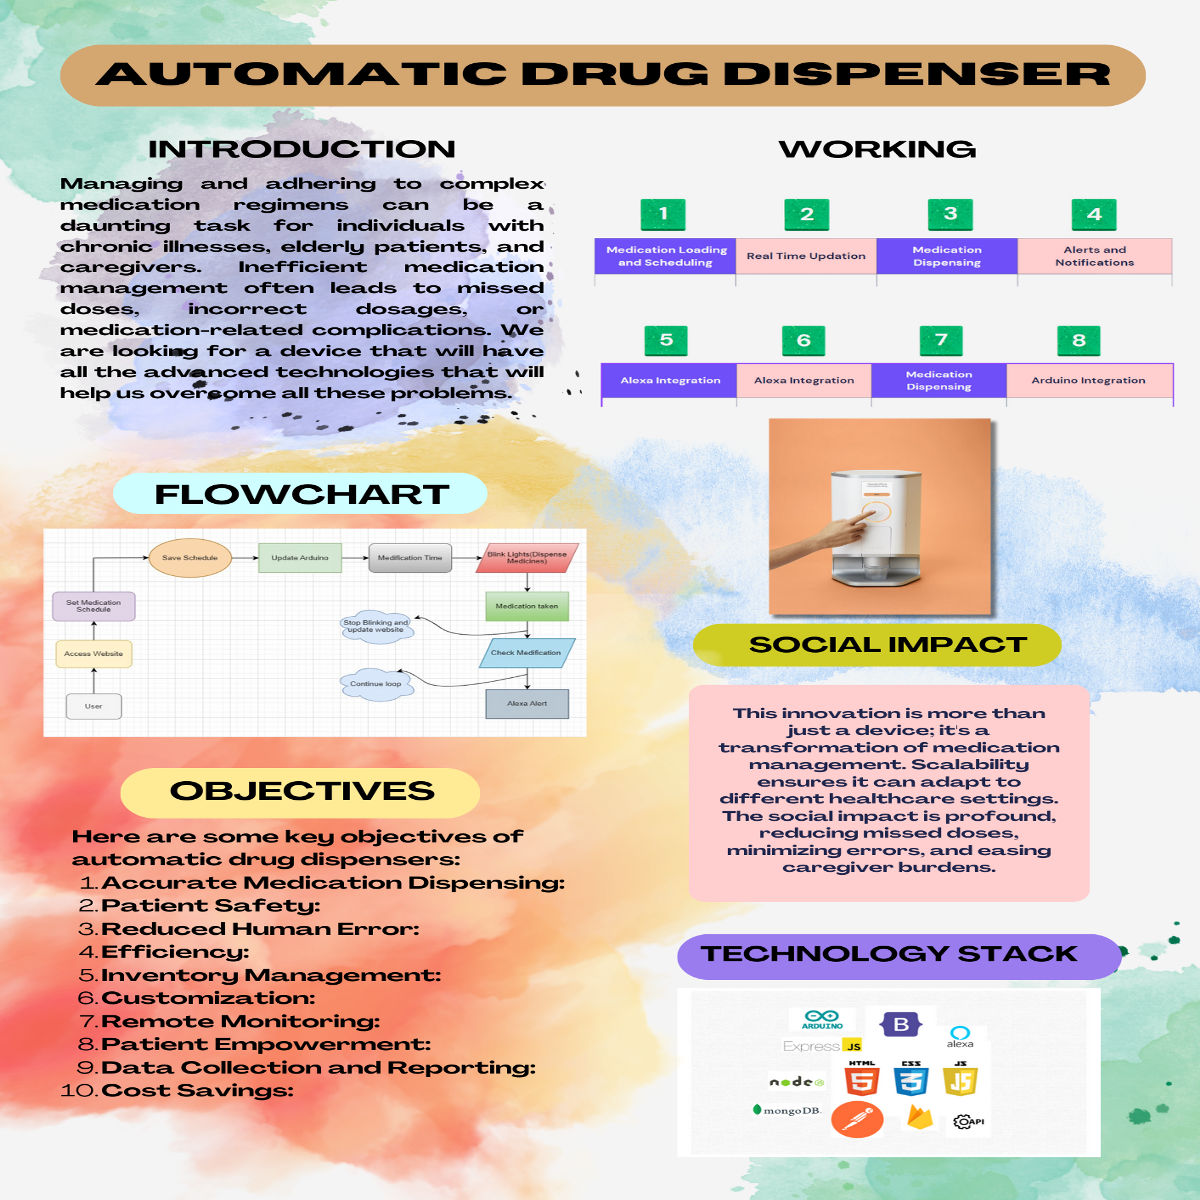 AUTOMATIC DRUG DISPENSER
INTRODUCTION
Managing and adhering to complex
medication regimens can be a
daunting task for individuals with
chronic illnesses, elderly patients, and
caregivers. Inefficient medication
management often leads to missed
doses, incorrect dosages, or
medication-related complications. We
are looking for a device that will have
all the advanced technologies that will
help us overcome all these problems.
WORKING
1
2
3
4
Medication Loading
and Scheduling
Real Time Updation
Medication
Dispensing
Alerts and
Notifications
5
6
7
8
Alexa Integration
Alexa Integration
Medication
Dispensing
Arduino Integration
FLOWCHART
Save Schedule
Update Arduino
Medification Time
Blink Lights(Dispense
Medicines)
Set Medication
Schedule
Medication taken
Stop Blinking and
update website
Access Website
Check Medification
Continue loop
User
Alexa Alert
SOCIAL IMPACT
This innovation is more than
just a device; it's a
transformation of medication
management. Scalability
ensures it can adapt to
different healthcare settings.
The social impact is profound,
reducing missed doses,
minimizing errors, and easing
caregiver burdens.
OBJECTIVES
Here are some key objectives of
automatic drug dispensers:
1. Accurate Medication Dispensing:
2. Patient Safety:
3. Reduced Human Error:
4. Efficiency:
5. Inventory Management:
6. Customization:
7. Remote Monitoring:
8. Patient Empowerment:
9. Data Collection and Reporting:
10. Cost Savings:
TECHNOLOGY STACK
ARDUINO
B
Express JS
alexa
node
HTML
5
CSS
3
JS
JS
mongoDB.
API